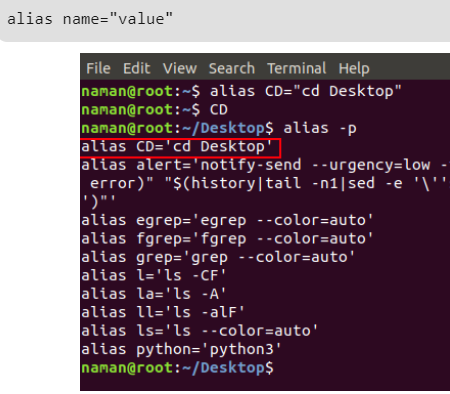 alias name="value"
File Edit View Search Terminal Help
naman@root:~$ alias CD="cd Desktop"
naman@root:~$ CD
naman@root:~/Desktop$ alias -p
alias CD='cd Desktop'
alias alert='notify-send --urgency=low -
 error)" "$(history|tail -n1|sed -e '\''
')"'
alias egrep='egrep --color=auto'
alias fgrep='fgrep --color=auto'
alias grep='grep --color=auto'
alias l='ls -CF'
alias la='ls -A'
alias ll='ls -alF'
alias ls='ls --color=auto'
alias python='python3'
naman@root:~/Desktop$